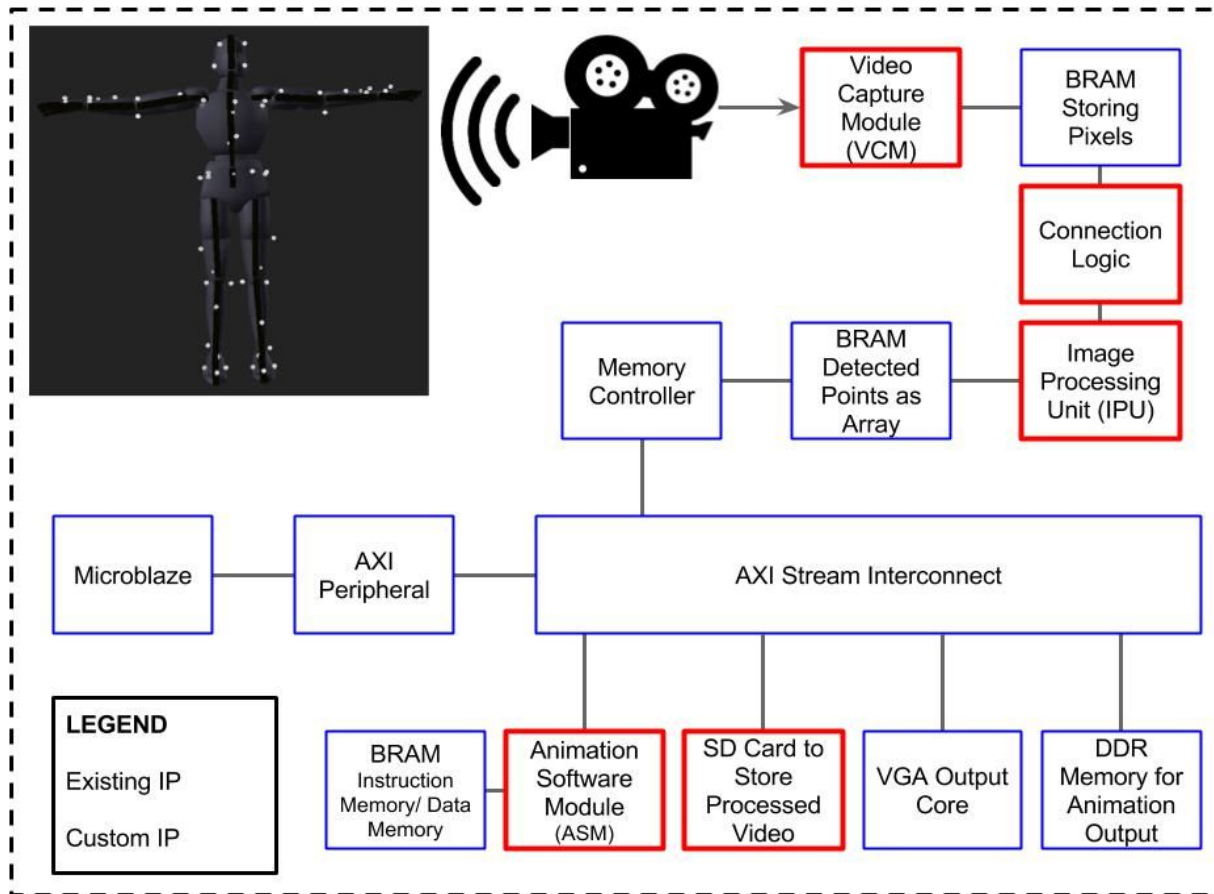 Video
Capture
Module
(VCM)
BRAM
Storing
Pixels
Connection
Logic
Memory
Controller
BRAM
Detected
Points as
Array
Image
Processing
Unit (IPU)
Microblaze
AXI
Peripheral
AXI Stream Interconnect
LEGEND
Existing IP
Custom IP
BRAM
Instruction
Memory/ Data
Memory
Animation
Software
Module
(ASM)
SD Card to
Store
Processed
Video
VGA Output
Core
DDR
Memory for
Animation
Output